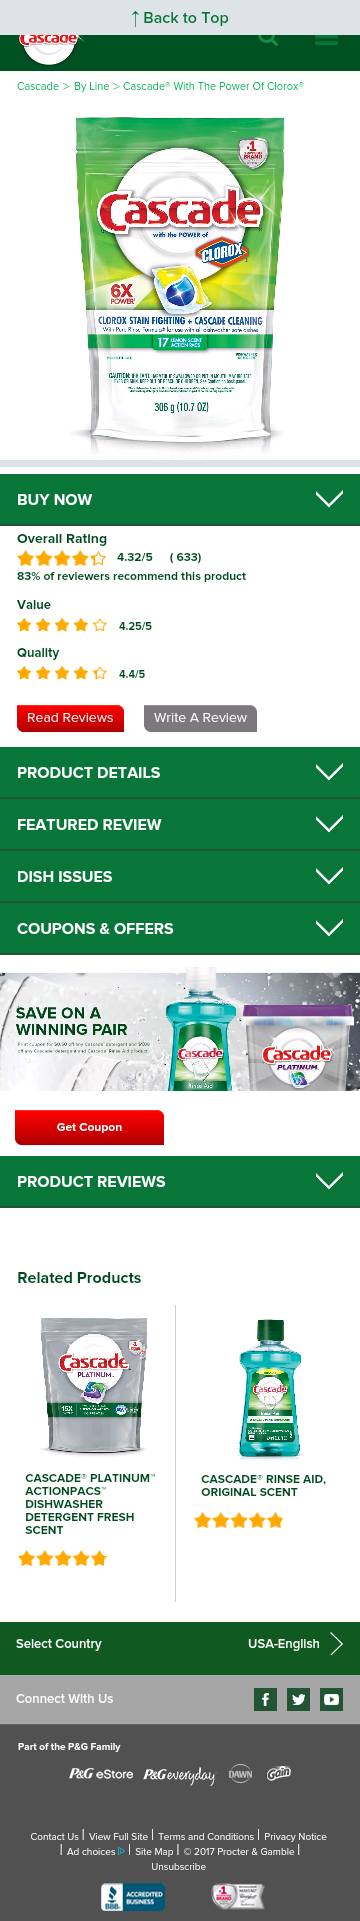 ↑ Back to Top
Cascade
Cascade > By Line > Cascade® With The Power Of Clorox®
#1
BRAND
Cascade
with the POWER of
CLOROX
6X
POWER
CLOROX STAIN FIGHTING + CASCADE CLEANING
17 LEMON SCENT
ACTION PACS
306 g (10.7 OZ)
BUY NOW
Overall Rating
4.32/5 ( 633)
83% of reviewers recommend this product
Value
4.25/5
Quality
4.4/5
Read Reviews
Write A Review
PRODUCT DETAILS
FEATURED REVIEW
DISH ISSUES
COUPONS & OFFERS
SAVE ON A
WINNING PAIR
Cascade
Rinse Aid
Cascade
PLATINUM
Get Coupon
PRODUCT REVIEWS
Related Products
Cascade
PLATINUM
15X
Cascade
CASCADE® PLATINUM™
ACTIONPACS™
DISHWASHER
DETERGENT FRESH
SCENT
CASCADE® RINSE AID,
ORIGINAL SCENT
Select Country
USA-English
Connect With Us
Part of the P&G Family
P&G eStore
P&G everyday
DAWN
Gain
Contact Us | View Full Site | Terms and Conditions | Privacy Notice
| Ad choices | Site Map | © 2017 Procter & Gamble |
Unsubscribe
BBB
ACCREDITED
BUSINESS